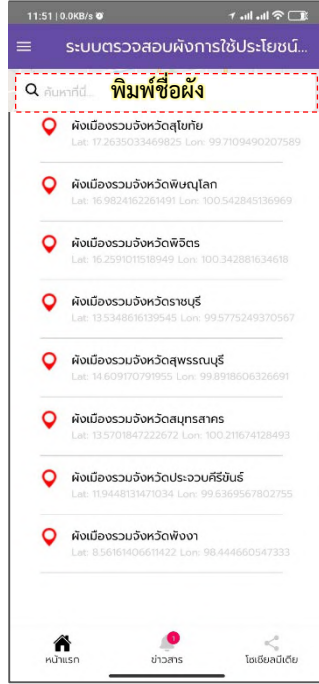 11:51 | 0.0KB/s
ระบบตรวจสอบผังการใช้ประโยชน์...
ค้นหาที่นี่... พิมพ์ชื่อผัง
ผังเมืองรวมจังหวัดสุโขทัย
Lat: 17.2635033469825 Lon: 99.7109490207589
ผังเมืองรวมจังหวัดพิษณุโลก
Lat: 16.9824162261491 Lon: 100.542845136969
ผังเมืองรวมจังหวัดพิจิตร
Lat: 16.2591011518949 Lon: 100.342881634618
ผังเมืองรวมจังหวัดราชบุรี
Lat: 13.5348616139545 Lon: 99.5775249370567
ผังเมืองรวมจังหวัดสุพรรณบุรี
Lat: 14.609170791955 Lon: 99.8918606326691
ผังเมืองรวมจังหวัดสมุทรสาคร
Lat: 13.5701847222672 Lon: 100.211674128493
ผังเมืองรวมจังหวัดประจวบคีรีขันธ์
Lat: 11.9448131471034 Lon: 99.6369567802755
ผังเมืองรวมจังหวัดพังงา
Lat: 8.56161406611422 Lon: 98.444660547333
1
หน้าแรก ข่าวสาร โซเชียลมีเดีย